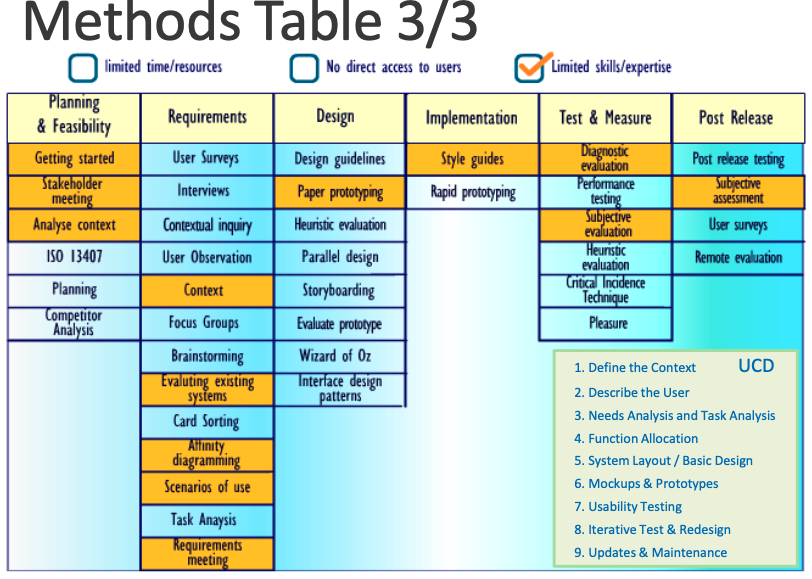 Methods Table 3/3
limited time/resources
No direct access to users
Limited skills/expertise
Planning
& Feasibility
Requirements
Design
Implementation
Test & Measure
Post Release
Getting started
Stakeholder
meeting
Analyse context
ISO 13407
Planning
Competitor
Analysis
User Surveys
Interviews
Contextual inquiry
User Observation
Context
Focus Groups
Brainstorming
Evaluting existing
systems
Card Sorting
Affinity
diagramming
Scenarios of use
Task Anaysis
Requirements
meeting
Design guidelines
Paper prototyping
Heuristic evaluation
Parallel design
Storyboarding
Evaluate prototype
Wizard of Oz
Interface design
patterns
Style guides
Rapid prototyping
Diagnostic
evaluation
Performance
testing
Subjective
evaluation
Heuristic
evaluation
Critical Incidence
Technique
Pleasure
Post release testing
Subjective
assessment
User surveys
Remote evaluation
UCD
1. Define the Context
2. Describe the User
3. Needs Analysis and Task Analysis
4. Function Allocation
5. System Layout / Basic Design
6. Mockups & Prototypes
7. Usability Testing
8. Iterative Test & Redesign
9. Updates & Maintenance